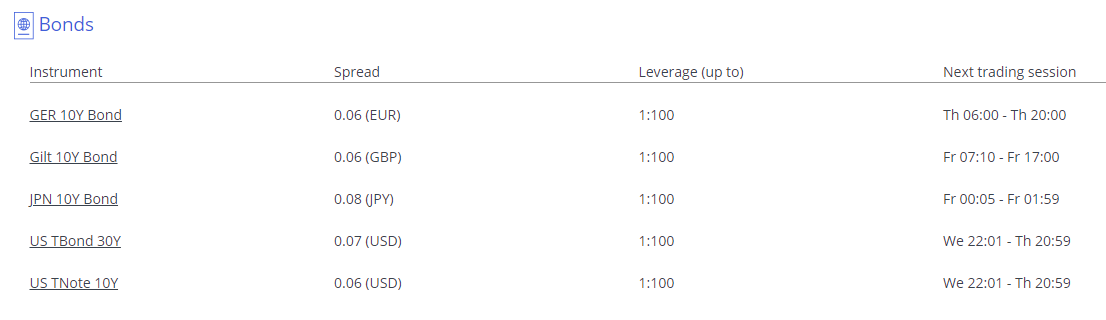 Bonds
Instrument Spread Leverage (up to) Next trading session
GER 10Y Bond 0.06 (EUR) 1:100 Th 06:00 - Th 20:00
Gilt 10Y Bond 0.06 (GBP) 1:100 Fr 07:10 - Fr 17:00
JPN 10Y Bond 0.08 (JPY) 1:100 Fr 00:05 - Fr 01:59
US TBond 30Y 0.07 (USD) 1:100 We 22:01 - Th 20:59
US TNote 10Y 0.06 (USD) 1:100 We 22:01 - Th 20:59